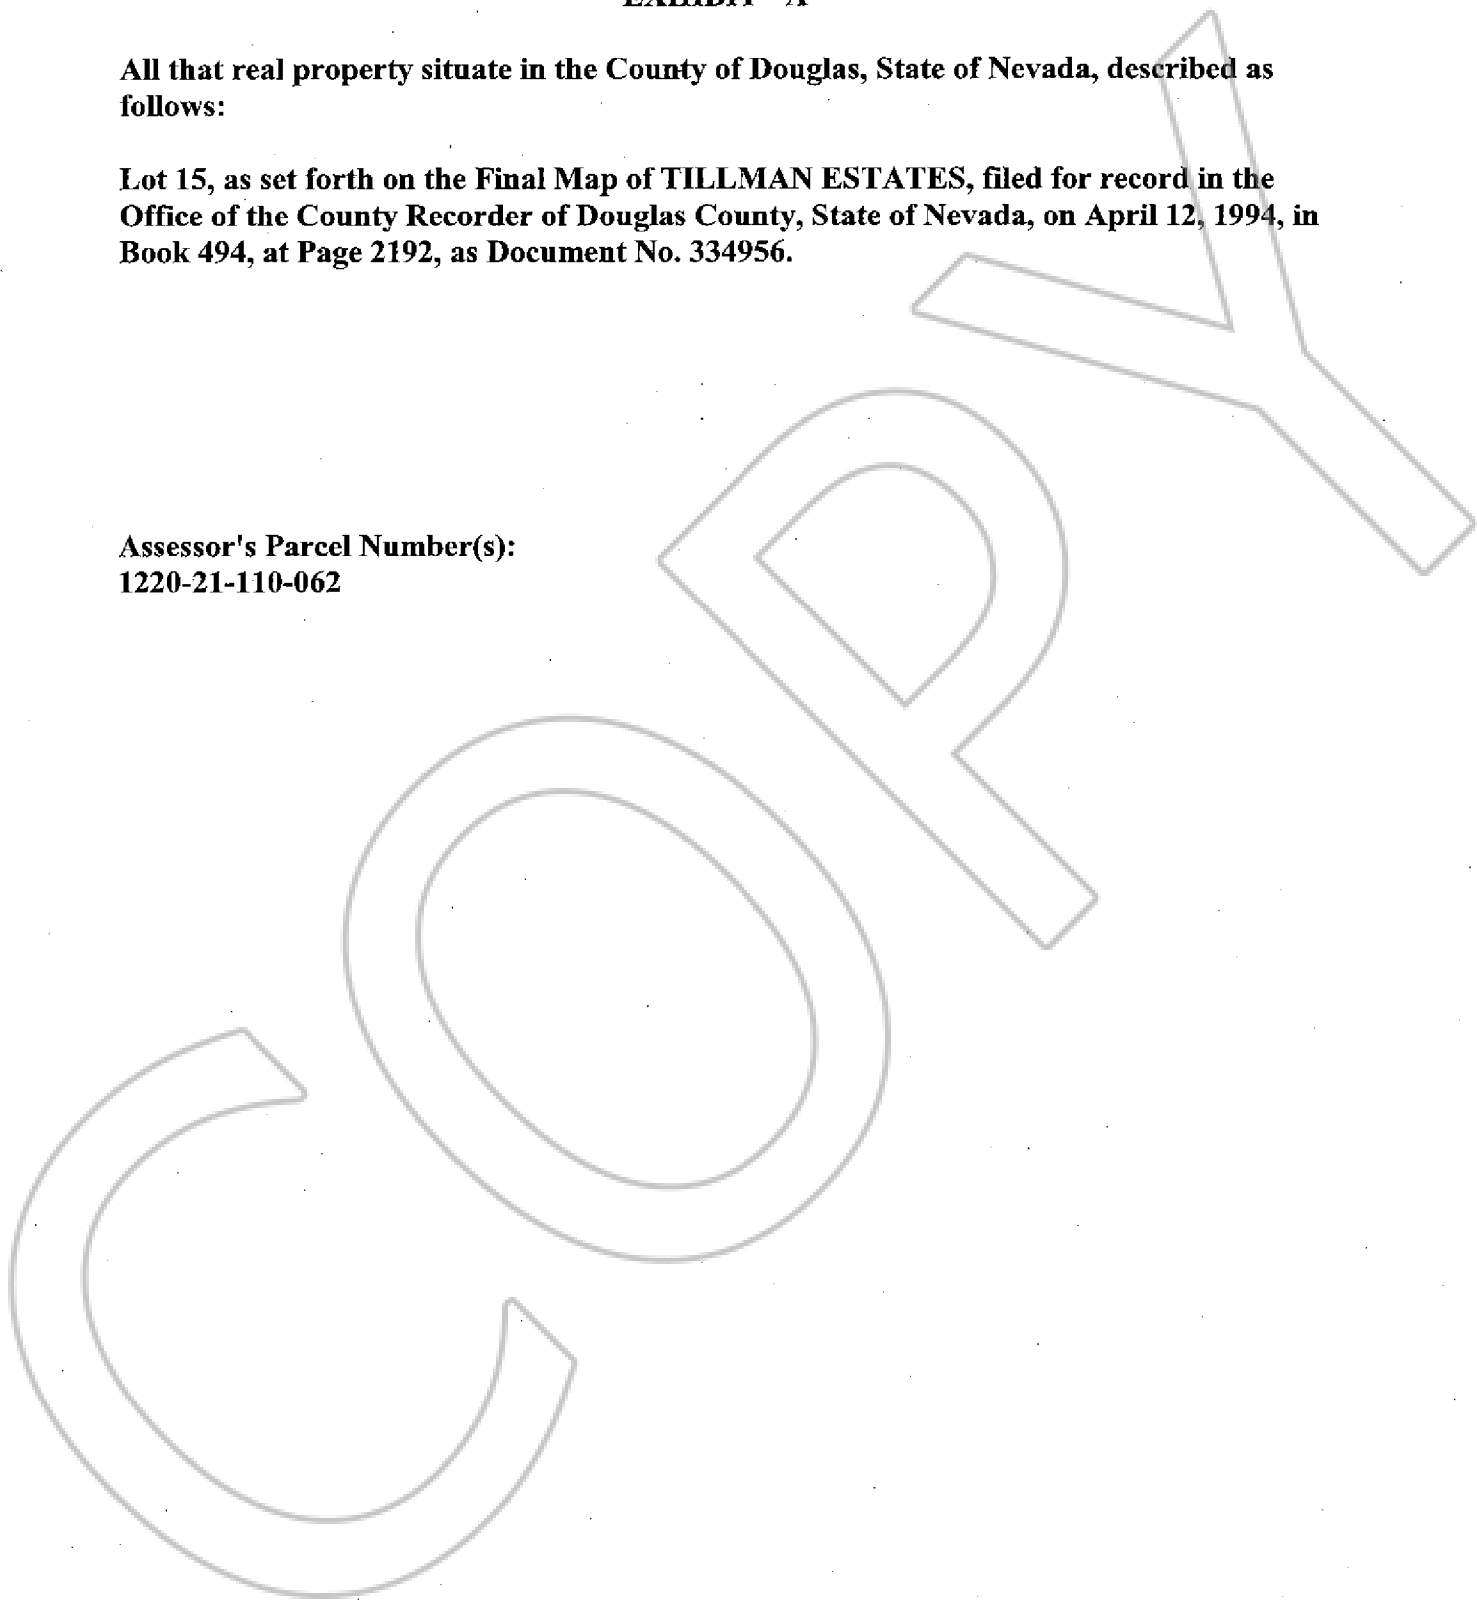 EXHIBIT "A"
All that real property situate in the County of Douglas, State of Nevada, described as
follows:
Lot 15, as set forth on the Final Map of TILLMAN ESTATES, filed for record in the
Office of the County Recorder of Douglas County, State of Nevada, on April 12, 1994, in
Book 494, at Page 2192, as Document No. 334956.
Assessor's Parcel Number(s):
1220-21-110-062
COPY